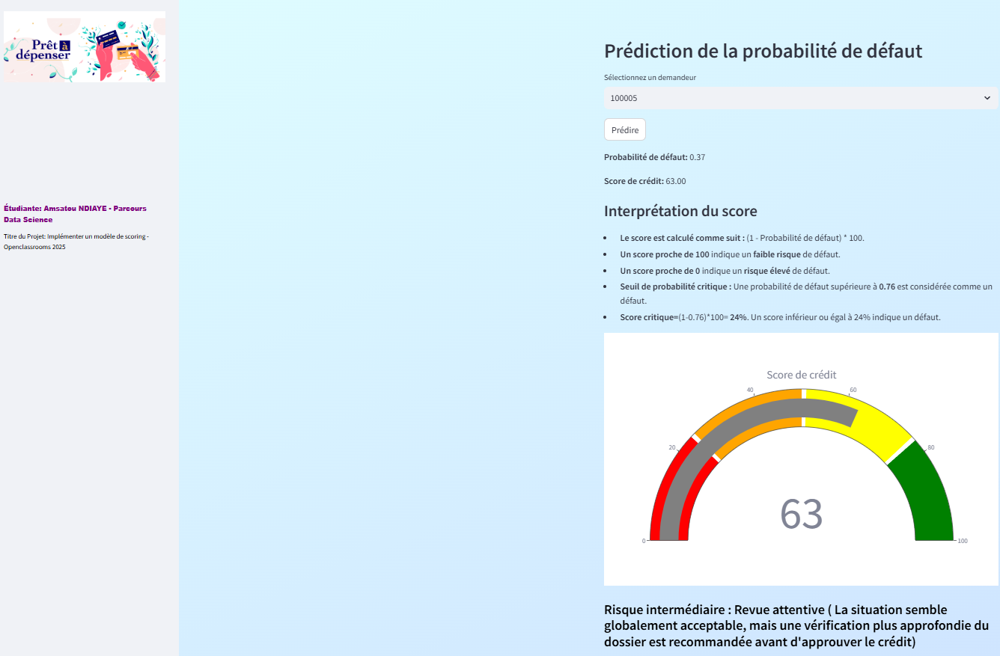 Prêt à
dépenser
Étudiante: Amsatou NDIAYE - Parcours
Data Science
Titre du Projet: Implémenter un modèle de scoring -
Openclassrooms 2025
Prédiction de la probabilité de défaut
Sélectionnez un demandeur
100005
Prédire
Probabilité de défaut: 0.37
Score de crédit: 63.00
Interprétation du score
• Le score est calculé comme suit : (1 - Probabilité de défaut) * 100.
• Un score proche de 100 indique un faible risque de défaut.
• Un score proche de 0 indique un risque élevé de défaut.
• Seuil de probabilité critique : Une probabilité de défaut supérieure à 0.76 est considérée comme un
défaut.
• Score critique=(1-0.76)*100= 24%. Un score inférieur ou égal à 24% indique un défaut.
Score de crédit
40
60
20
80
63
0
100
Risque intermédiaire : Revue attentive ( La situation semble
globalement acceptable, mais une vérification plus approfondie du
dossier est recommandée avant d'approuver le crédit)